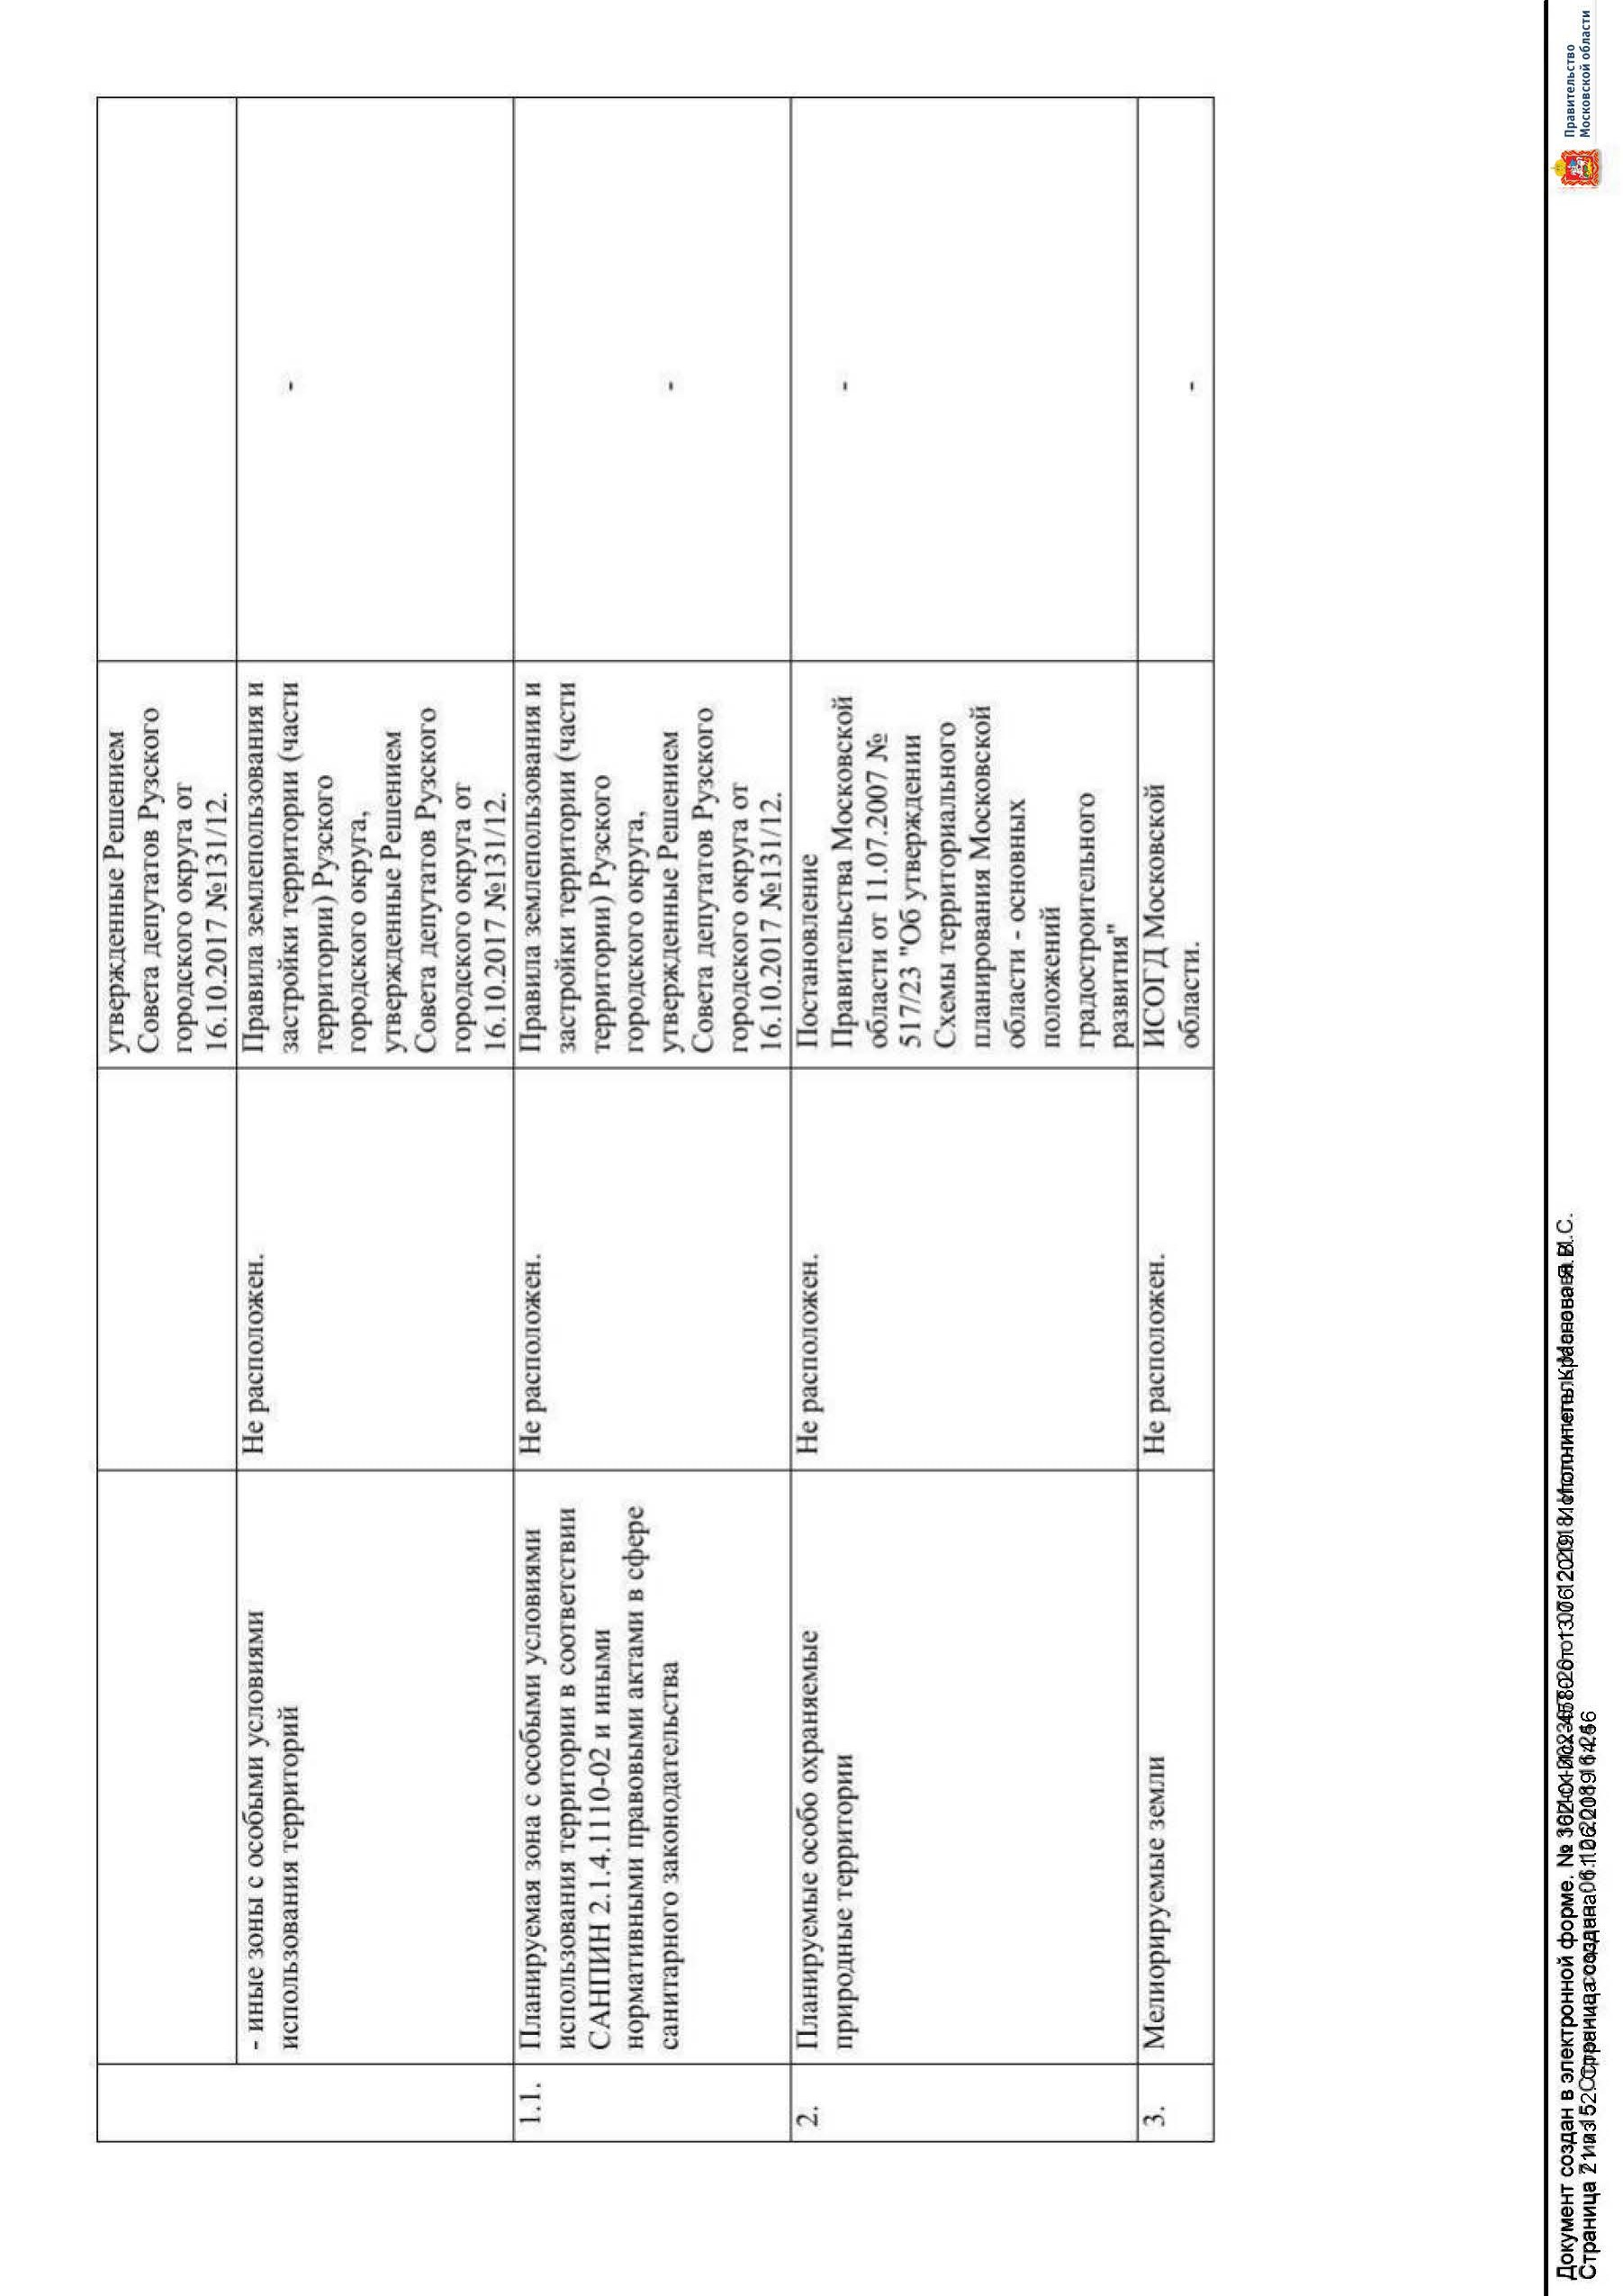 утвержденные Решением
Совета депутатов Рузского
городского округа от
16.10.2017 №131/12.
- иные зоны с особыми условиями
использования территорий
Не расположен.
Правила землепользования и
застройки территории (части
территории) Рузского
городского округа,
утвержденные Решением
Совета депутатов Рузского
городского округа от
16.10.2017 №131/12.
-
1.1.
Планируемая зона с особыми условиями
использования территории в соответствии
САНПИН 2.1.4.1110-02 и иными
нормативными правовыми актами в сфере
санитарного законодательства
Не расположен.
Правила землепользования и
застройки территории (части
территории) Рузского
городского округа,
утвержденные Решением
Совета депутатов Рузского
городского округа от
16.10.2017 №131/12.
-
2.
Планируемые особо охраняемые
природные территории
Не расположен.
Постановление
Правительства Московской
области от 11.07.2007 №
517/23 "Об утверждении
Схемы территориального
планирования Московской
области - основных
положений
градостроительного
развития"
-
3.
Мелиорируемые земли
Не расположен.
ИСОГД Московской
области.
-
Документ создан в электронной форме. №
Страница
Правительство
Московской области